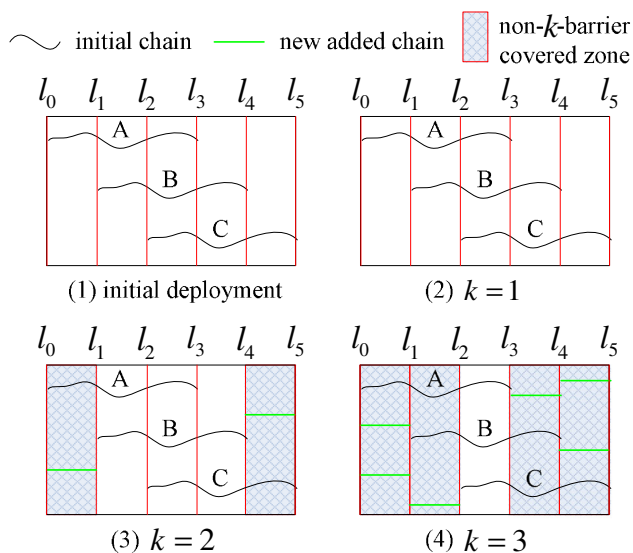 initial chain new added chain non-k-barrier
covered zone
l0 l1 l2 l3 l4 l5 l0 l1 l2 l3 l4 l5
A A
B B
C C
(1) initial deployment (2) k = 1
l0 l1 l2 l3 l4 l5 l0 l1 l2 l3 l4 l5
A A
B B
C C
(3) k = 2 (4) k = 3